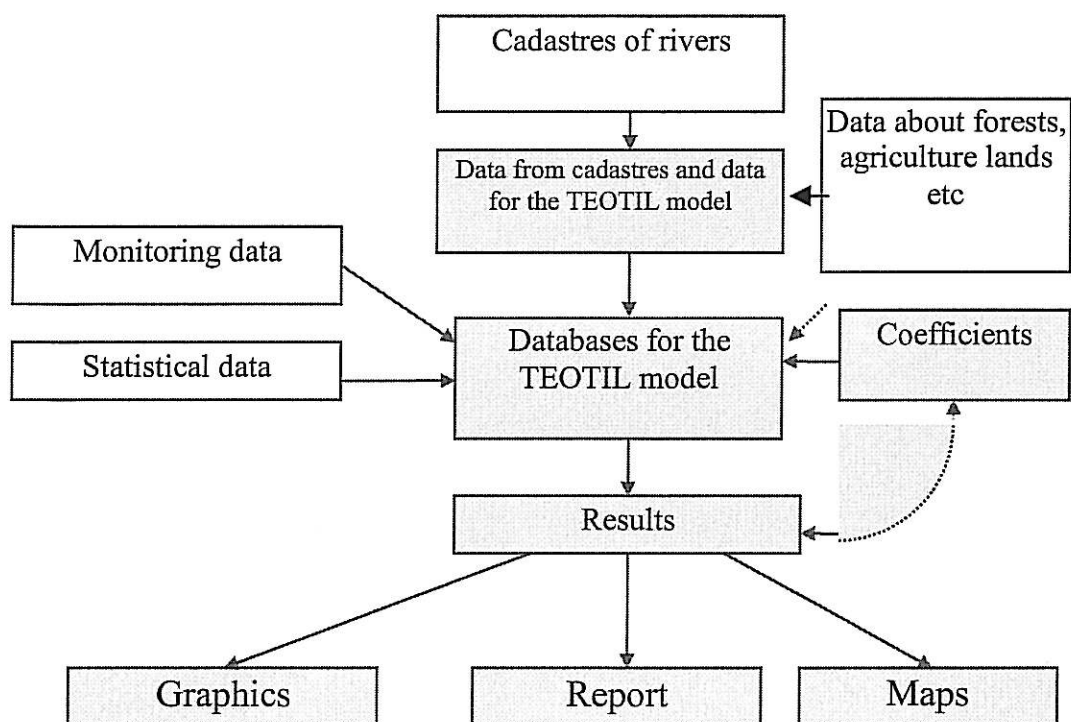 Cadastres of rivers
Data about forests,
agriculture lands
etc
Data from cadastres and data
for the TEOTIL model
Monitoring data
Statistical data
Databases for the
TEOTIL model
Coefficients
Results
Graphics
Report
Maps